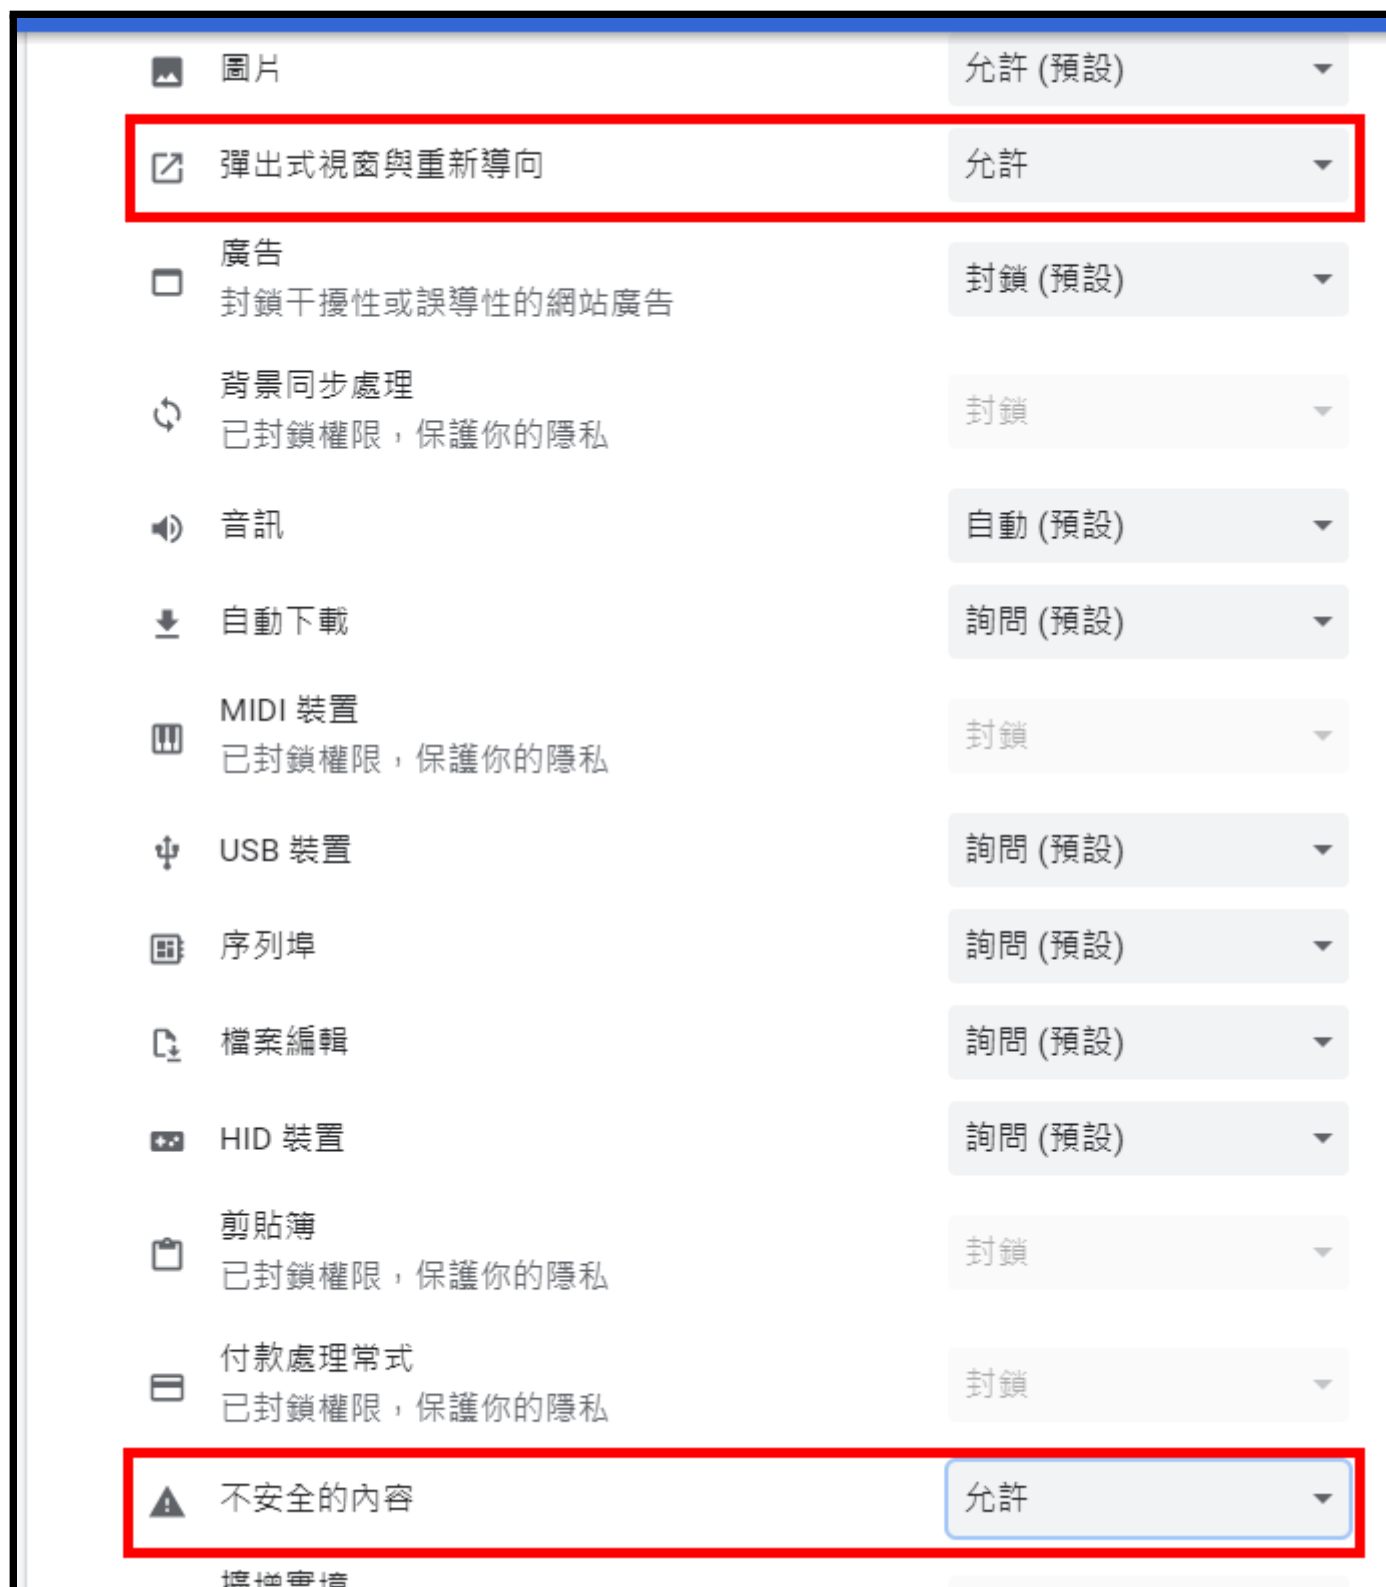 圖片
允許 (預設)
彈出式視窗與重新導向
允許
廣告
封鎖干擾性或誤導性的網站廣告
封鎖 (預設)
背景同步處理
已封鎖權限，保護你的隱私
封鎖
音訊
自動 (預設)
自動下載
詢問 (預設)
MIDI 裝置
已封鎖權限，保護你的隱私
封鎖
USB 裝置
詢問 (預設)
序列埠
詢問 (預設)
檔案編輯
詢問 (預設)
HID 裝置
詢問 (預設)
剪貼簿
已封鎖權限，保護你的隱私
封鎖
付款處理常式
已封鎖權限，保護你的隱私
封鎖
不安全的內容
允許
擴增實境